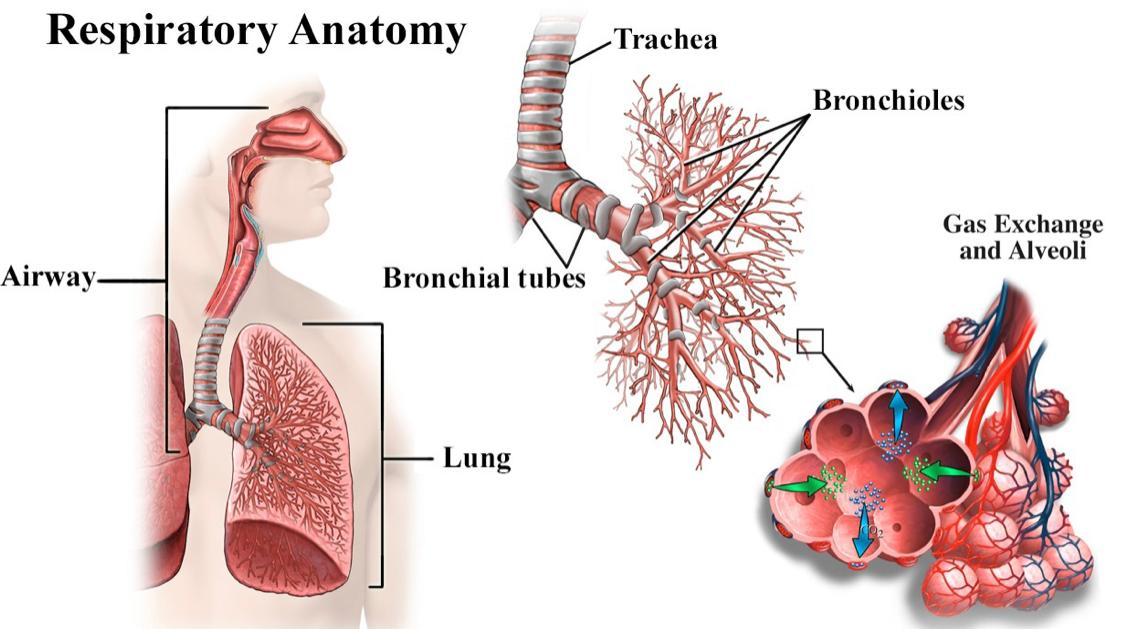 Respiratory Anatomy
Trachea
Bronchioles
Gas Exchange
and Alveoli
Airway
Bronchial tubes
Lung